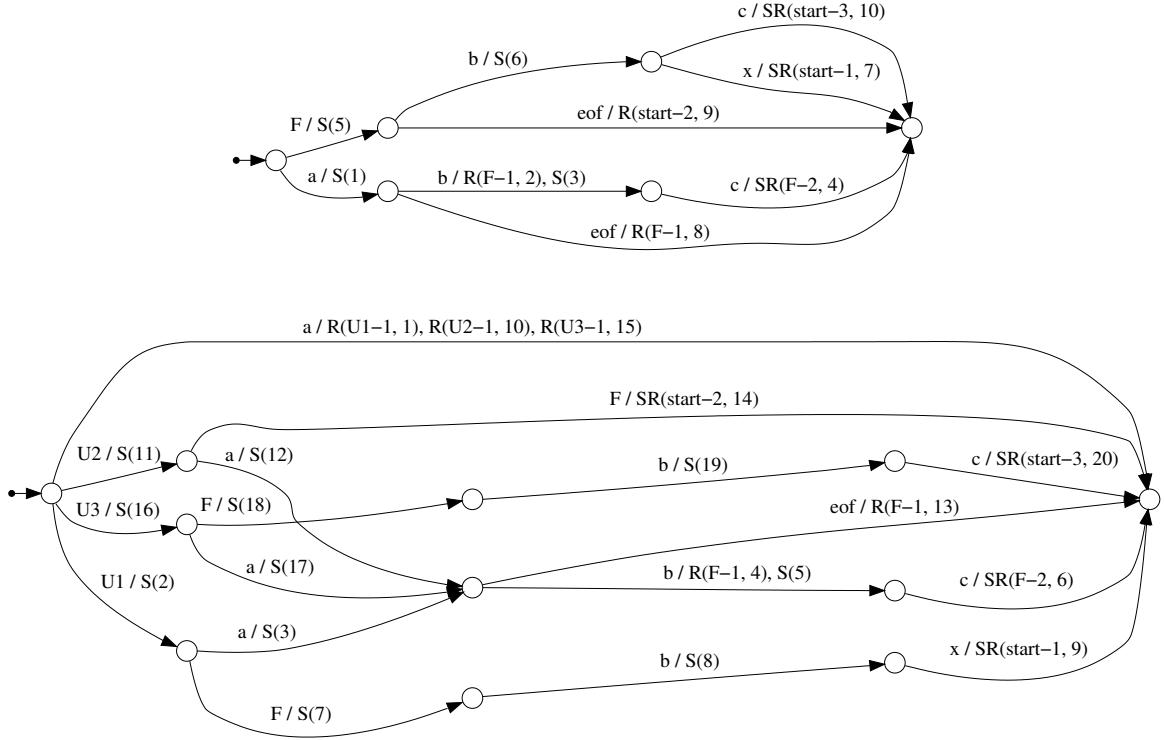 c / SR(start−3, 10)
b / S(6)
x / SR(start−1, 7)
F / S(5)
eof / R(start−2, 9)
a / S(1)
b / R(F−1, 2), S(3)
c / SR(F−2, 4)
eof / R(F−1, 8)
a / R(U1−1, 1), R(U2−1, 10), R(U3−1, 15)
F / SR(start−2, 14)
U2 / S(11)
a / S(12)
b / S(19)
c / SR(start−3, 20)
U3 / S(16)
F / S(18)
eof / R(F−1, 13)
a / S(17)
b / R(F−1, 4), S(5)
U1 / S(2)
c / SR(F−2, 6)
a / S(3)
b / S(8)
x / SR(start−1, 9)
F / S(7)